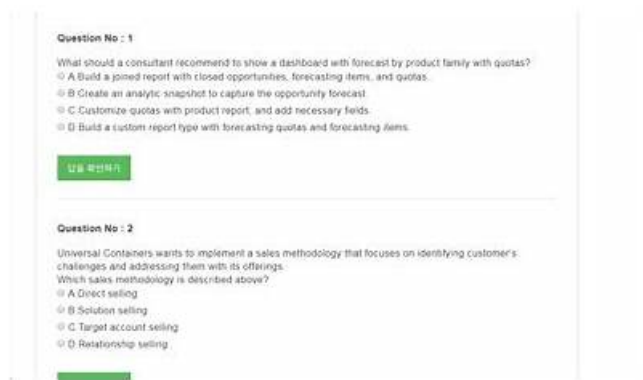 Question No : 1
What should a consultant recommend to show a dashboard with forecast by product family with quotas?
A Build a joined report with closed opportunities, forecasting items, and quotas.
B Create an analytic snapshot to capture the opportunity forecast.
C Customize quotas with product report, and add necessary fields.
D Build a custom report type with forecasting quotas and forecasting items.
답을 확인하기
Question No : 2
Universal Containers wants to implement a sales methodology that focuses on identifying customer's
challenges and addressing them with its offerings.
Which sales methodology is described above?
A Direct selling
B Solution selling
C Target account selling
D Relationship selling